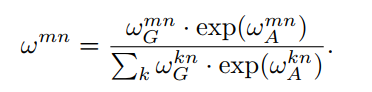 ω^{mn} = \frac{ω_G^{mn} · exp(ω_A^{mn})}{\sum_k ω_G^{kn} · exp(ω_A^{kn})}.